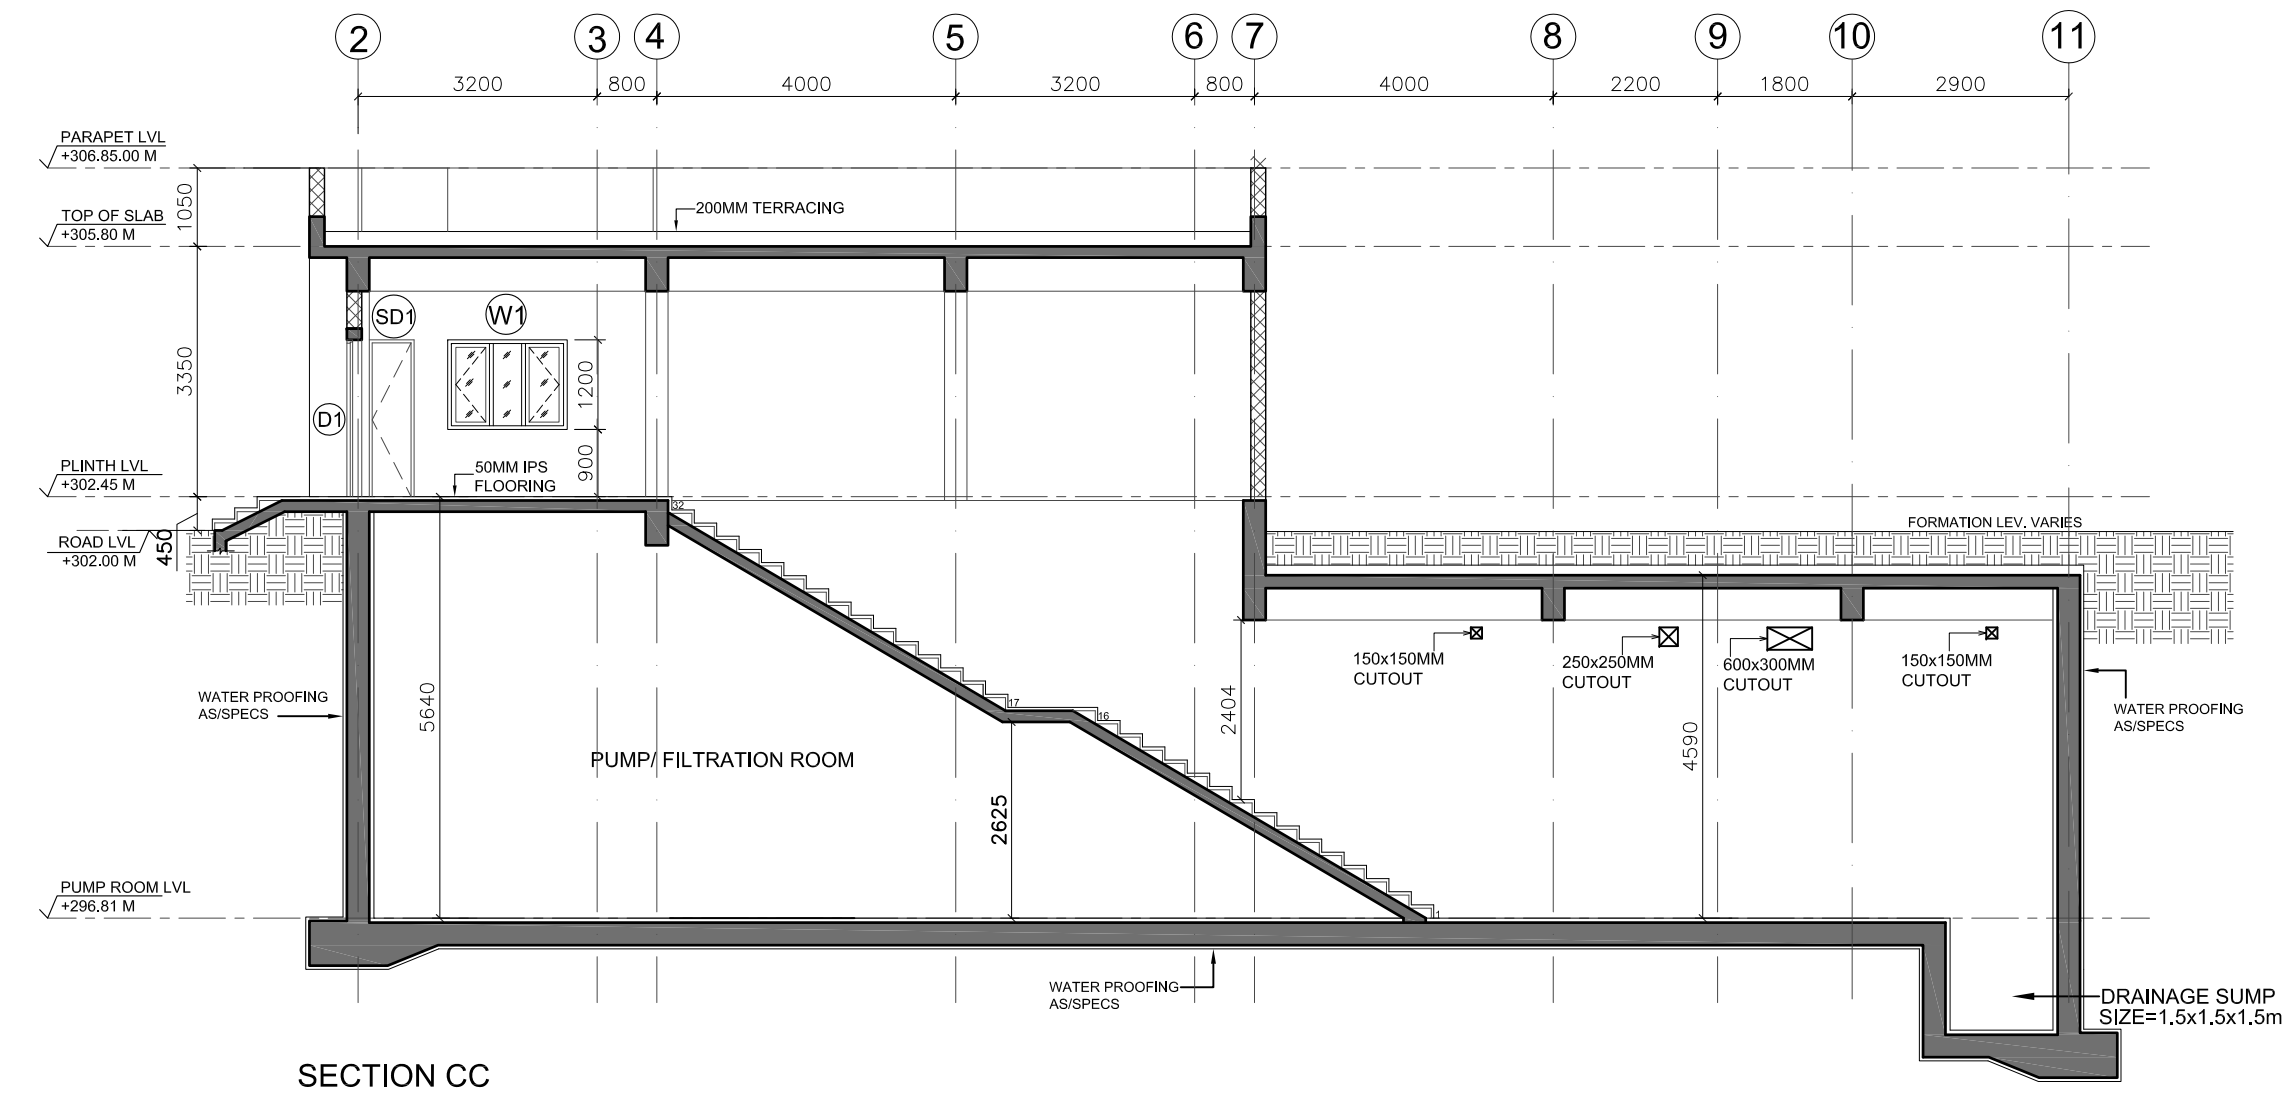 2 3 4 5 6 7 8 9 10 11
3200 800 4000 3200 800 4000 2200 1800 2900
PARAPET LVL
+306.85.00 M
1050
TOP OF SLAB
+305.80 M
200MM TERRACING
3350
SD1
W1
D1
1200
900
PLINTH LVL
+302.45 M
50MM IPS
FLOORING
32
ROAD LVL
+302.00 M
450
FORMATION LEV. VARIES
150x150MM
CUTOUT
250x250MM
CUTOUT
600x300MM
CUTOUT
150x150MM
CUTOUT
WATER PROOFING
AS/SPECS
5640
17
16
2404
4590
WATER PROOFING
AS/SPECS
PUMP/ FILTRATION ROOM
2625
PUMP ROOM LVL
+296.81 M
1
WATER PROOFING
AS/SPECS
DRAINAGE SUMP
SIZE=1.5x1.5x1.5m
SECTION CC